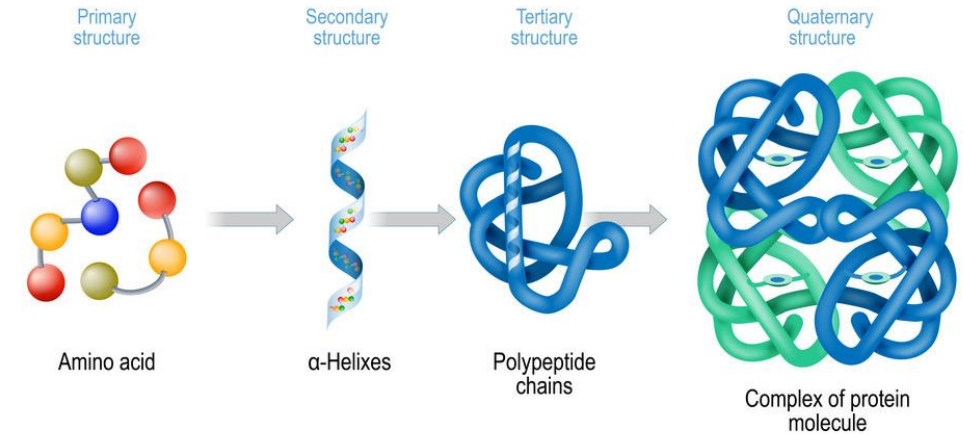 Primary
structure
Secondary
structure
Tertiary
structure
Quaternary
structure
Amino acid
α-Helixes
Polypeptide
chains
Complex of protein
molecule